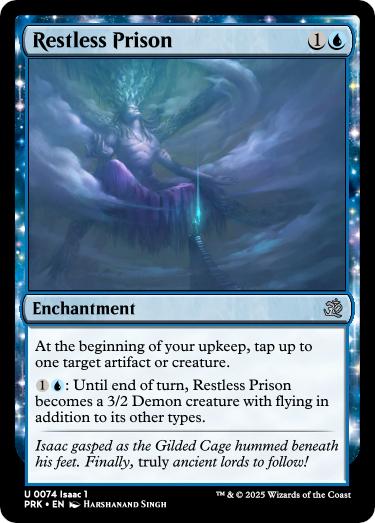 Restless Prison 1
Enchantment
At the beginning of your upkeep, tap up to
one target artifact or creature.
1: Until end of turn, Restless Prison
becomes a 3/2 Demon creature with flying in
addition to its other types.
Isaac gasped as the Gilded Cage hummed beneath
his feet. Finally, truly ancient lords to follow!
U 0074 Isaac 1
PRK • EN Harshanand Singh ™ & © 2025 Wizards of the Coast